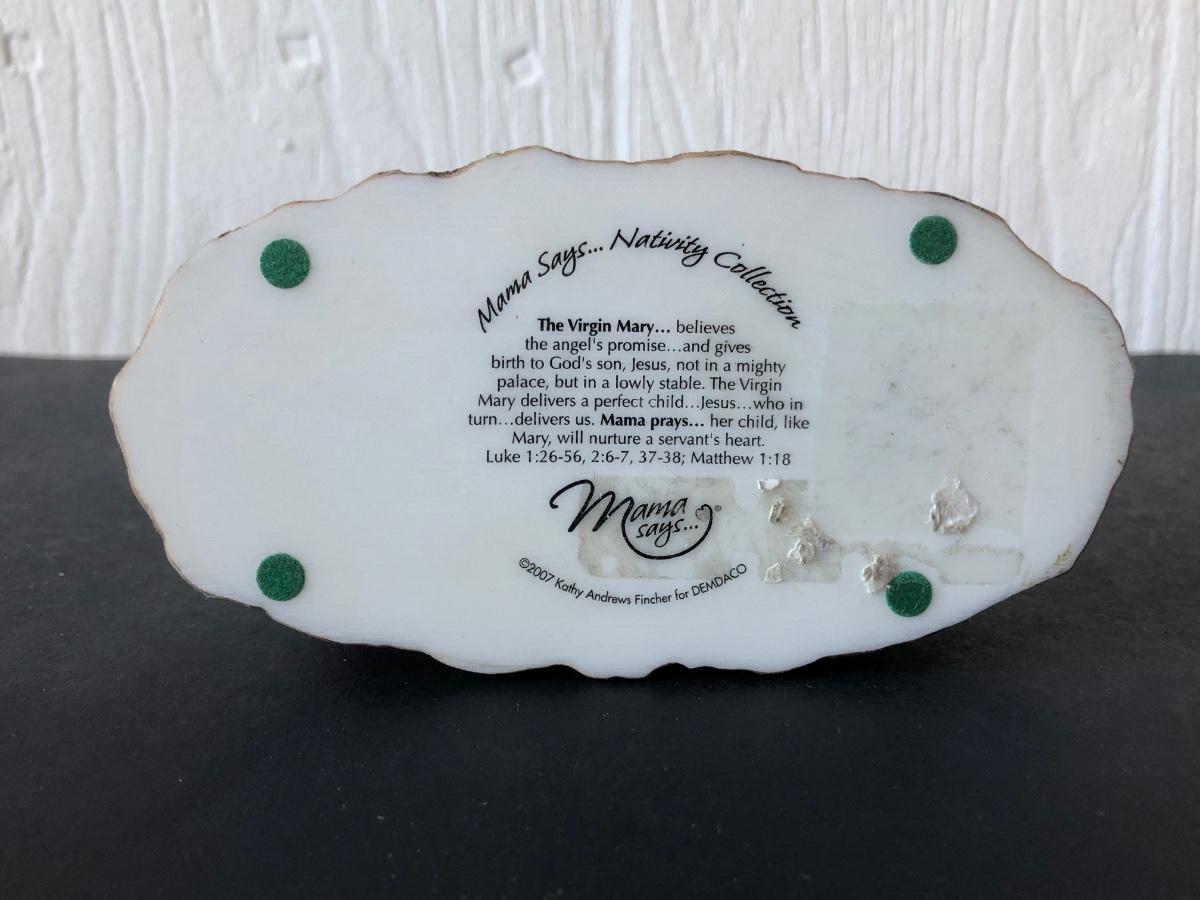 Mama Says... Nativity Collection
The Virgin Mary... believes
the angel's promise...and gives
birth to God's son, Jesus, not in a mighty
palace, but in a lowly stable. The Virgin
Mary delivers a perfect child...Jesus...who in
turn...delivers us. Mama prays... her child, like
Mary, will nurture a servant's heart.
Luke 1:26-56, 2:6-7, 37-38; Matthew 1:18
Mama
says...®
©2007 Kathy Andrews Fincher for DEMDACO